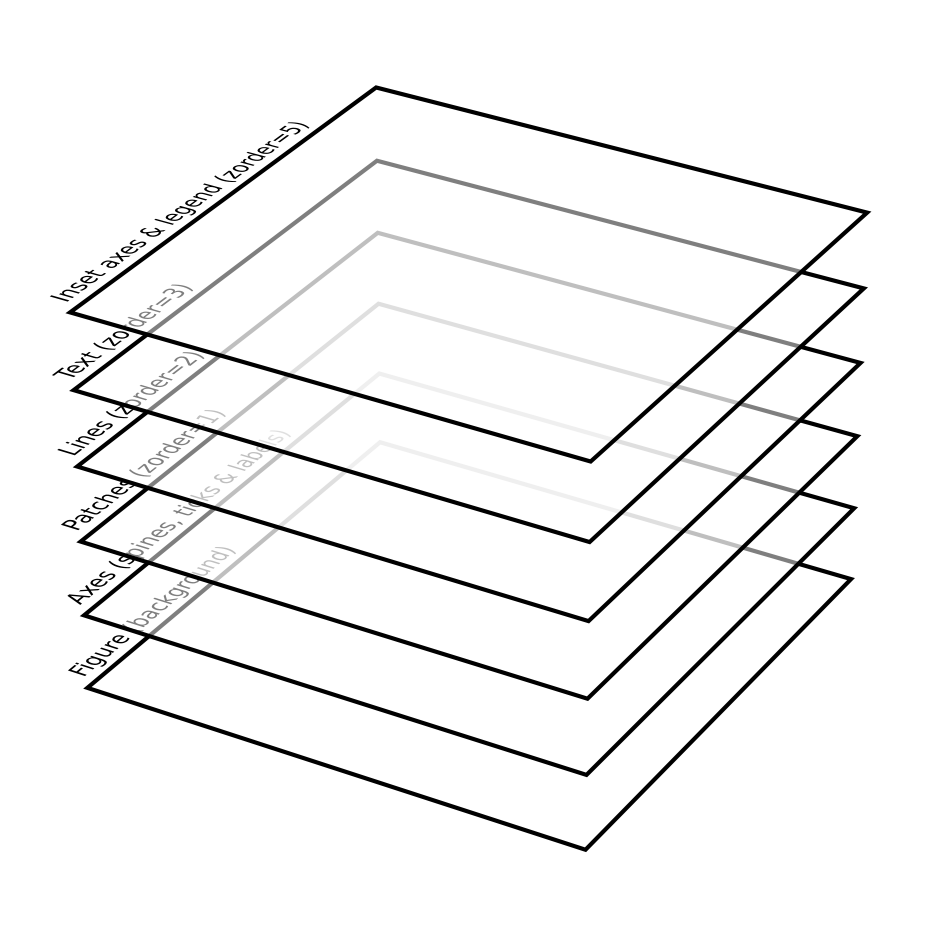 Inset axes & legend (zorder=5)
Text (zorder=3)
Lines (zorder=2)
Patches (zorder=1)
Axes (spines, ticks & labels)
Figure (background)